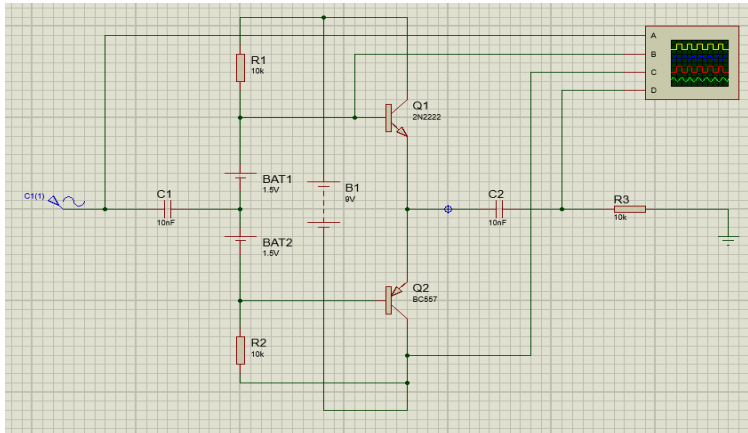 A
R1
10k
B
C
D
Q1
2N2222
BAT1
1.5V
B1
9V
C1(1)
C1
10nF
C2
10nF
R3
10k
BAT2
1.5V
Q2
BC557
R2
10k